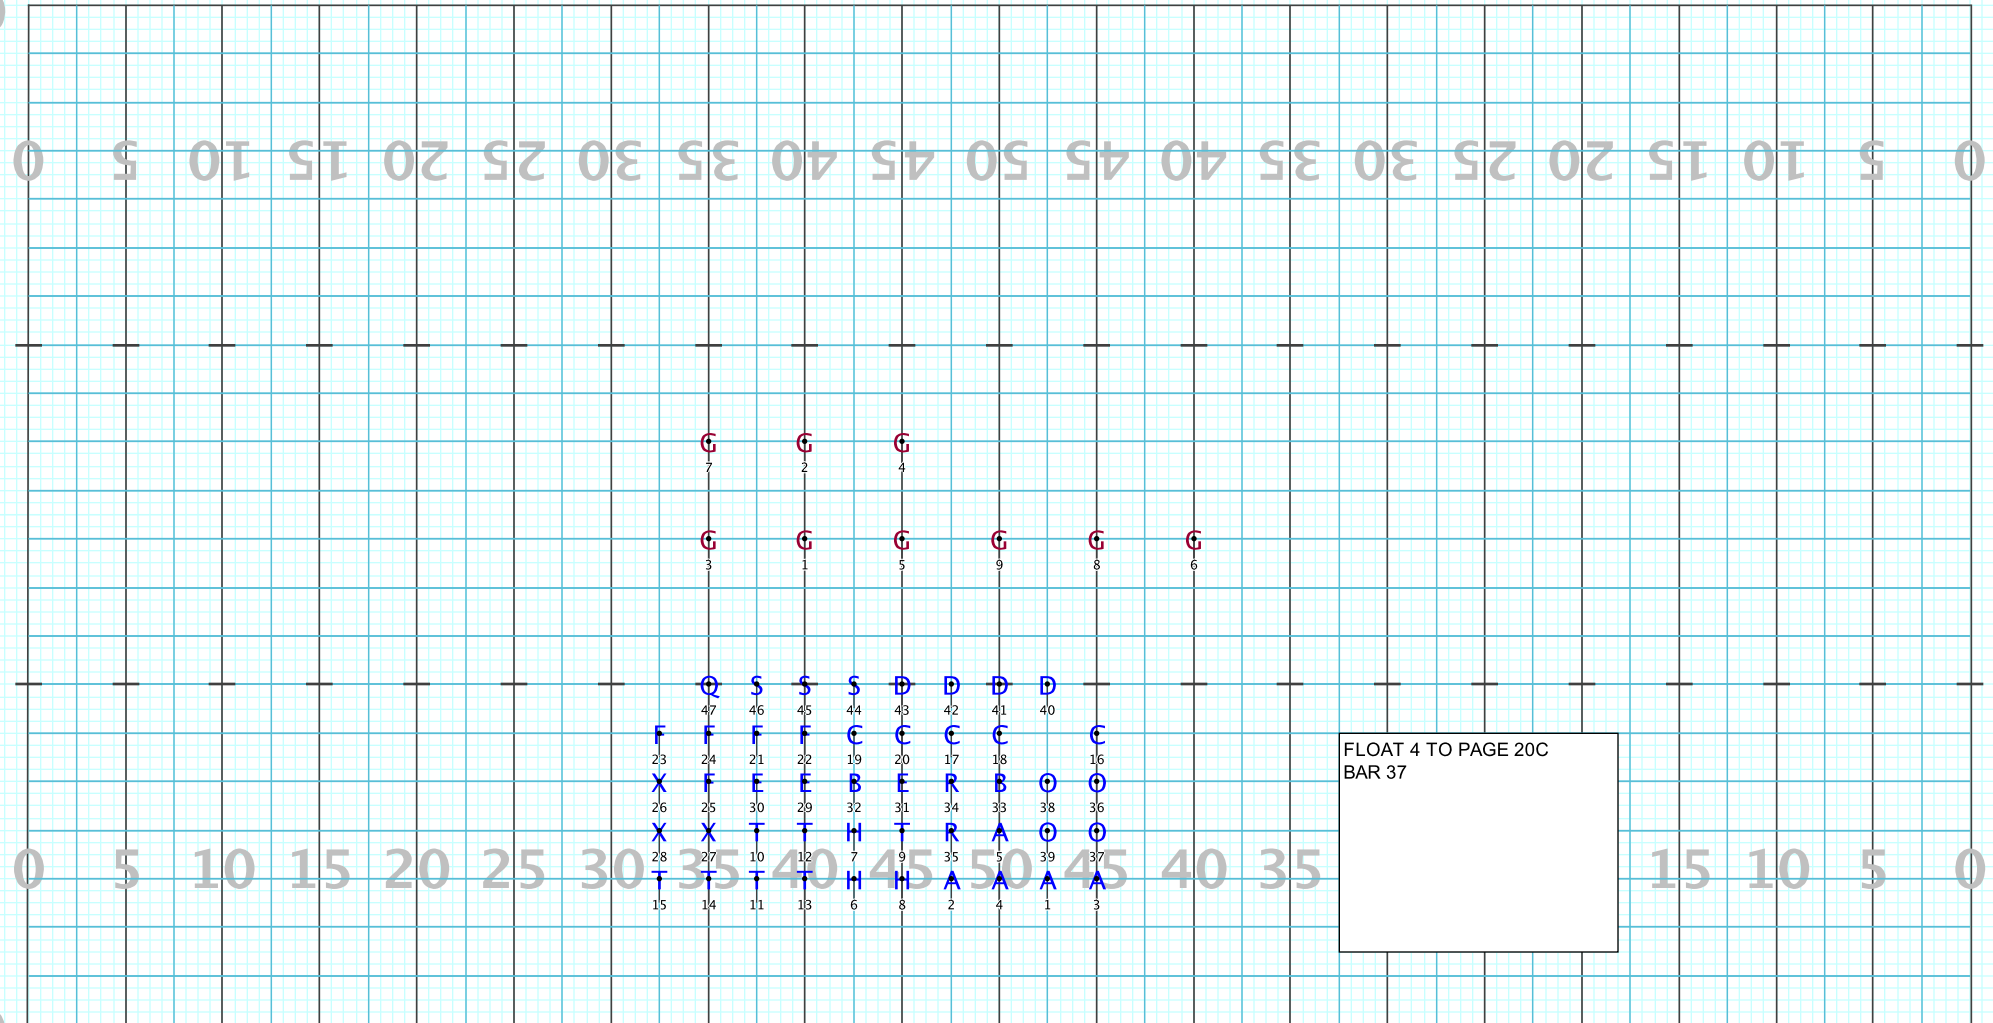 0 5 10 15 20 25 30 35 40 45 50 45 40 35 30 25 20 15 10 5 0
G G G
7 2 4
G G G G G G
3 1 5 9 8 6
Q S S S D D D D
47 46 45 44 43 42 41 40
F F F F C C C C C
23 24 21 22 19 20 17 18 16
FLOAT 4 TO PAGE 20C
BAR 37
X F E E B E R B O O
26 25 30 29 32 31 34 33 38 36
X X T T H T R A O O
28 27 10 12 7 9 35 5 39 37
0 5 10 15 20 25 30 35 40 45 50 45 40 35 15 5 0
T T T T H H A A A A
15 14 11 13 6 8 2 4 1 3